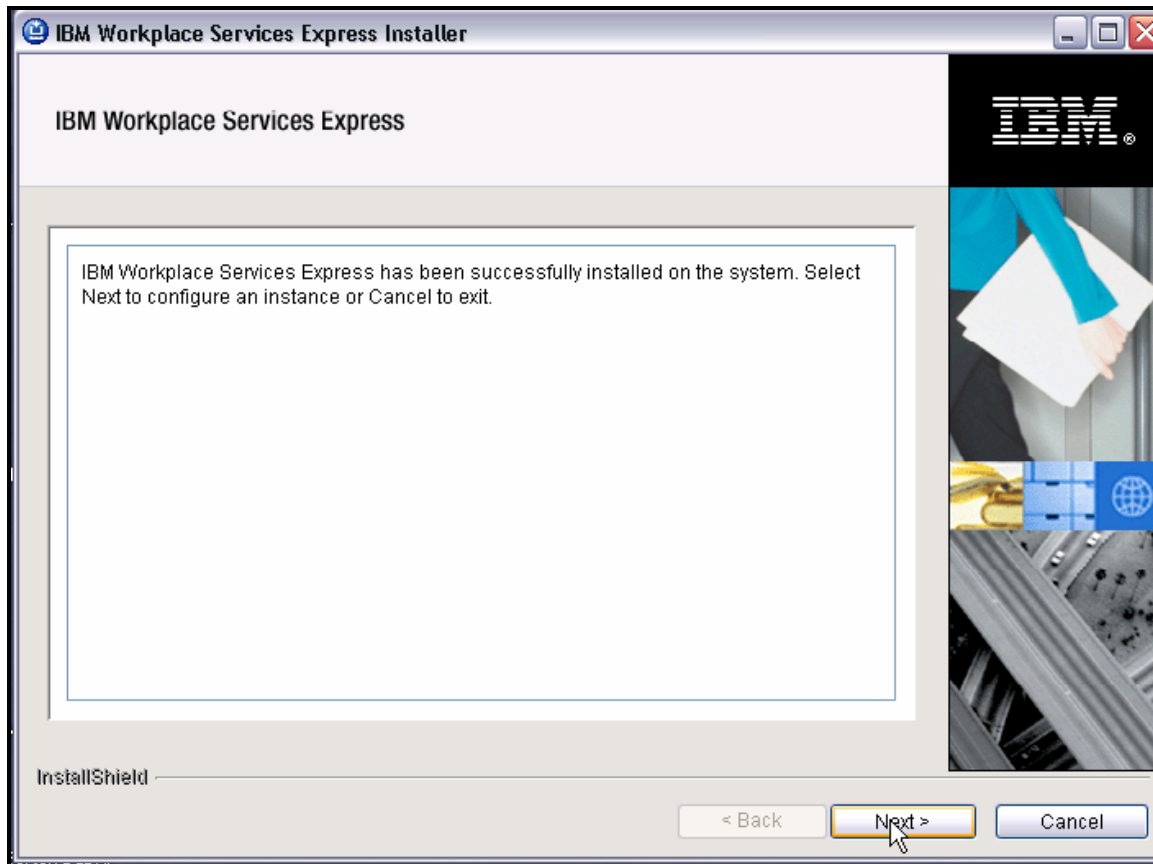 IBM Workplace Services Express Installer
IBM Workplace Services Express
IBM®
IBM Workplace Services Express has been successfully installed on the system. Select
Next to configure an instance or Cancel to exit.
InstallShield
< Back
Next >
Cancel